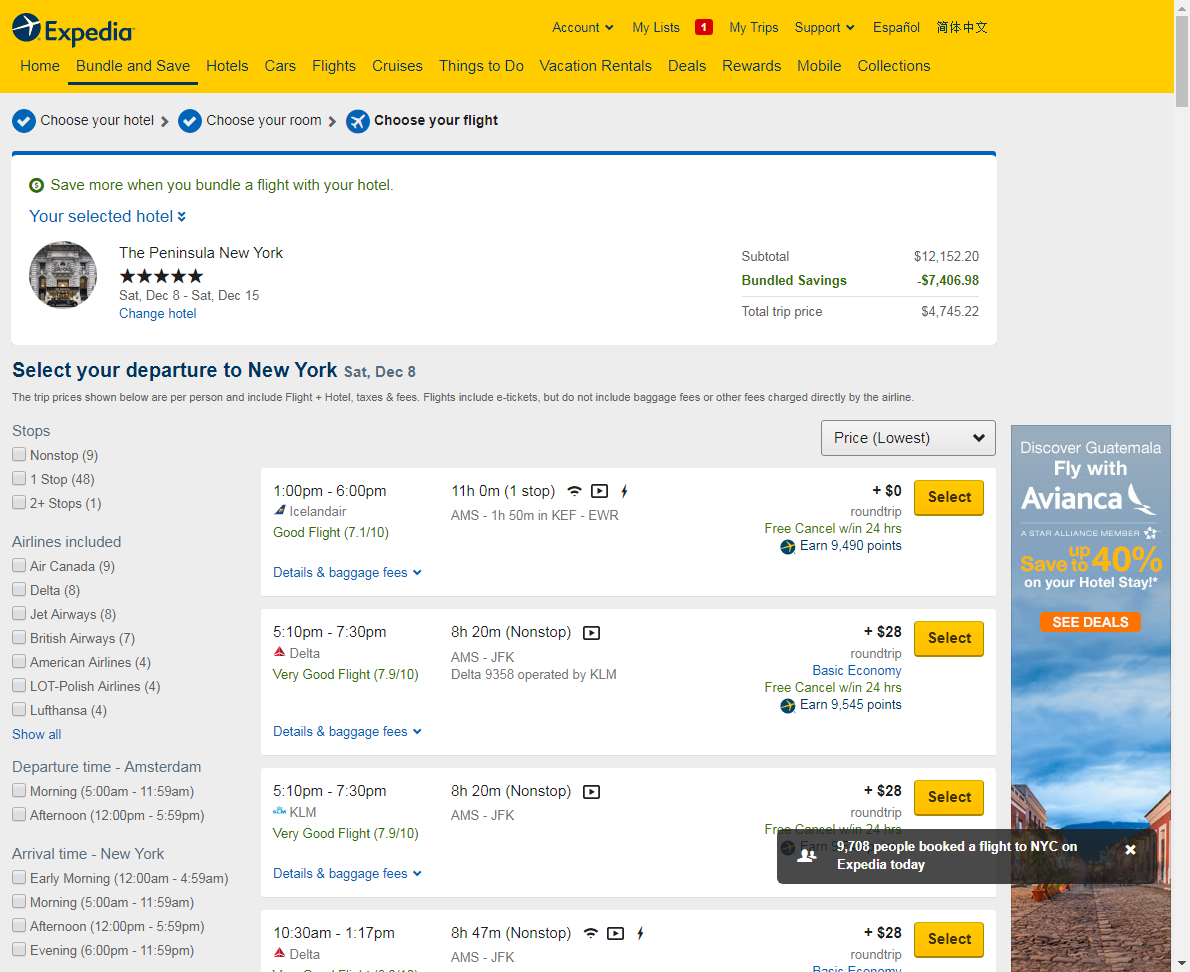 Expedia
Account
My Lists
1
My Trips
Support
Español
简体中文
Home
Bundle and Save
Hotels
Cars
Flights
Cruises
Things to Do
Vacation Rentals
Deals
Rewards
Mobile
Collections
Choose your hotel
Choose your room
Choose your flight
Save more when you bundle a flight with your hotel.
Your selected hotel
The Peninsula New York
Sat, Dec 8 - Sat, Dec 15
Change hotel
Subtotal $12,152.20
Bundled Savings -$7,406.98
Total trip price $4,745.22
Select your departure to New York Sat, Dec 8
The trip prices shown below are per person and include Flight + Hotel, taxes & fees. Flights include e-tickets, but do not include baggage fees or other fees charged directly by the airline.
Stops
Nonstop (9)
1 Stop (48)
2+ Stops (1)
Airlines included
Air Canada (9)
Delta (8)
Jet Airways (8)
British Airways (7)
American Airlines (4)
LOT-Polish Airlines (4)
Lufthansa (4)
Show all
Departure time - Amsterdam
Morning (5:00am - 11:59am)
Afternoon (12:00pm - 5:59pm)
Arrival time - New York
Early Morning (12:00am - 4:59am)
Morning (5:00am - 11:59am)
Afternoon (12:00pm - 5:59pm)
Evening (6:00pm - 11:59pm)
Price (Lowest)
1:00pm - 6:00pm
Icelandair
Good Flight (7.1/10)
Details & baggage fees
11h 0m (1 stop)
AMS - 1h 50m in KEF - EWR
+ $0
roundtrip
Free Cancel w/in 24 hrs
Earn 9,490 points
Select
5:10pm - 7:30pm
Delta
Very Good Flight (7.9/10)
Details & baggage fees
8h 20m (Nonstop)
AMS - JFK
Delta 9358 operated by KLM
+ $28
roundtrip
Basic Economy
Free Cancel w/in 24 hrs
Earn 9,545 points
Select
5:10pm - 7:30pm
KLM
Very Good Flight (7.9/10)
Details & baggage fees
8h 20m (Nonstop)
AMS - JFK
+ $28
roundtrip
Free Cancel w/in 24 hrs
Select
9,708 people booked a flight to NYC on
Expedia today
10:30am - 1:17pm
Delta
8h 47m (Nonstop)
AMS - JFK
+ $28
roundtrip
Basic Economy
Select
Discover Guatemala
Fly with
Avianca
A STAR ALLIANCE MEMBER
Save up to 40%
on your Hotel Stay!*
SEE DEALS